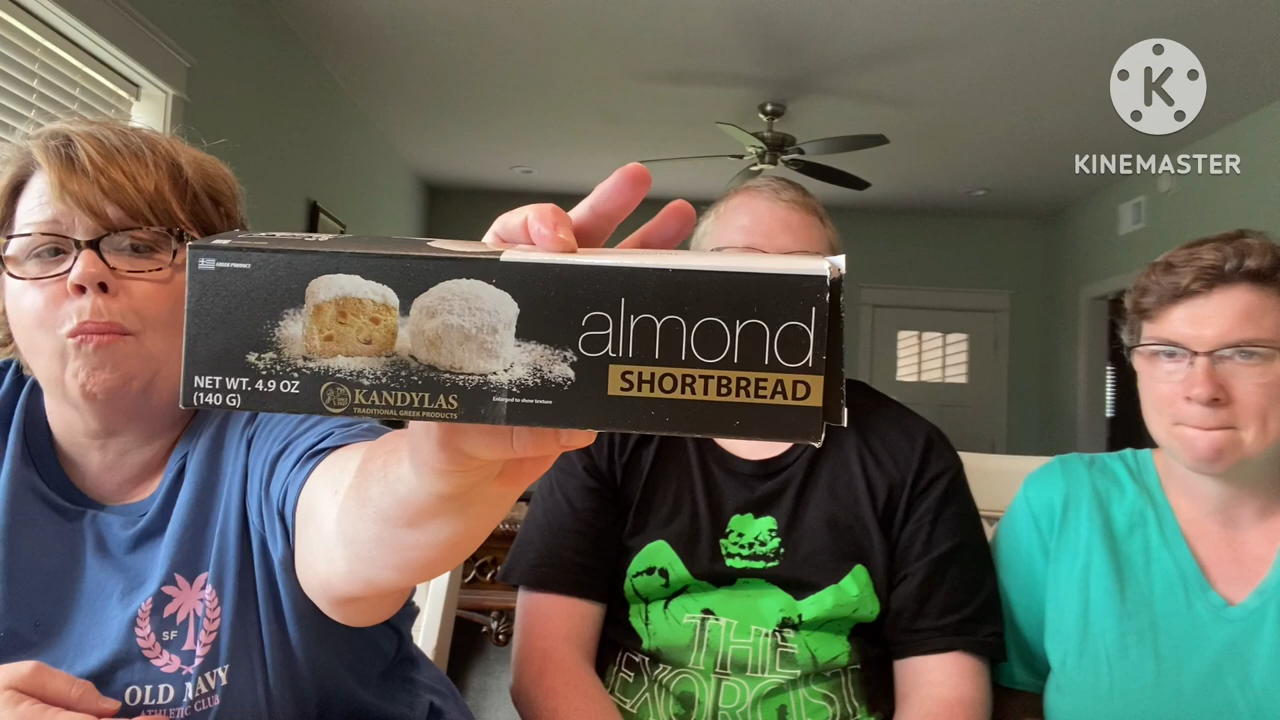 KINEMASTER
GREEK PRODUCT
almond
SHORTBREAD
NET WT. 4.9 OZ
(140 G)
KANDYLAS
TRADITIONAL GREEK PRODUCTS
Enlarged to show texture
SF
OLD NAVY
ATHLETIC CLUB
THE
EXORCIST